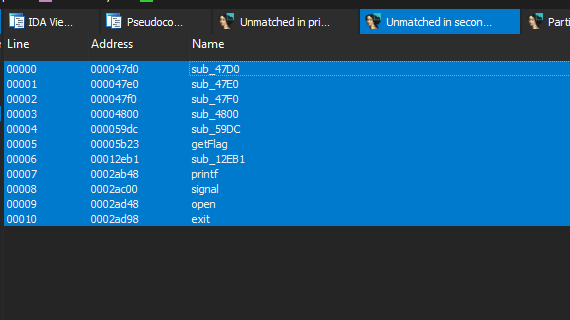 IDA Vie... Pseudoco... Unmatched in pri... Unmatched in secon... Parti
Line Address Name
00000 000047d0 sub_47D0
00001 000047e0 sub_47E0
00002 000047f0 sub_47F0
00003 00004800 sub_4800
00004 000059dc sub_59DC
00005 00005b23 getFlag
00006 00012eb1 sub_12EB1
00007 0002ab48 printf
00008 0002ac00 signal
00009 0002ad48 open
00010 0002ad98 exit